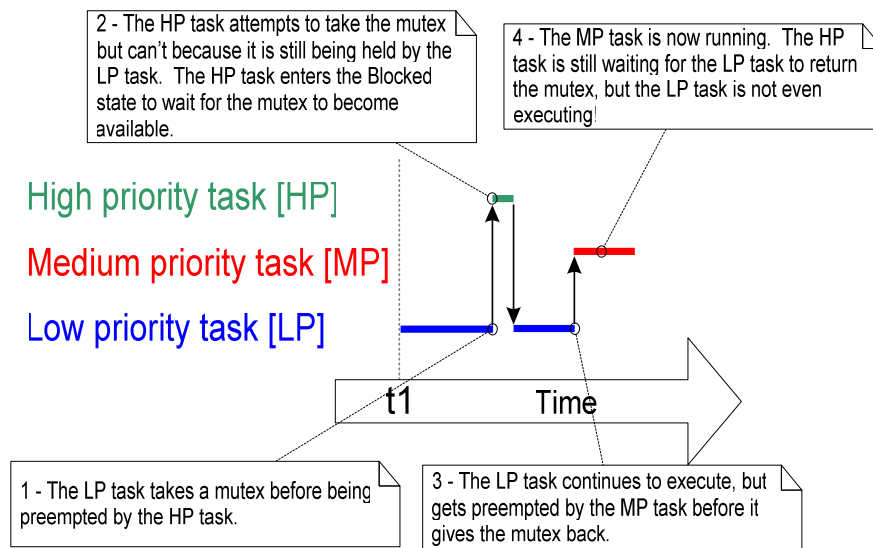 2 - The HP task attempts to take the mutex
but can't because it is still being held by the
LP task.  The HP task enters the Blocked
state to wait for the mutex to become
available.
4 - The MP task is now running.  The HP
task is still waiting for the LP task to return
the mutex, but the LP task is not even
executing!
High priority task [HP]
Medium priority task [MP]
Low priority task [LP]
t1
Time
1 - The LP task takes a mutex before being
preempted by the HP task.
3 - The LP task continues to execute, but
gets preempted by the MP task before it
gives the mutex back.